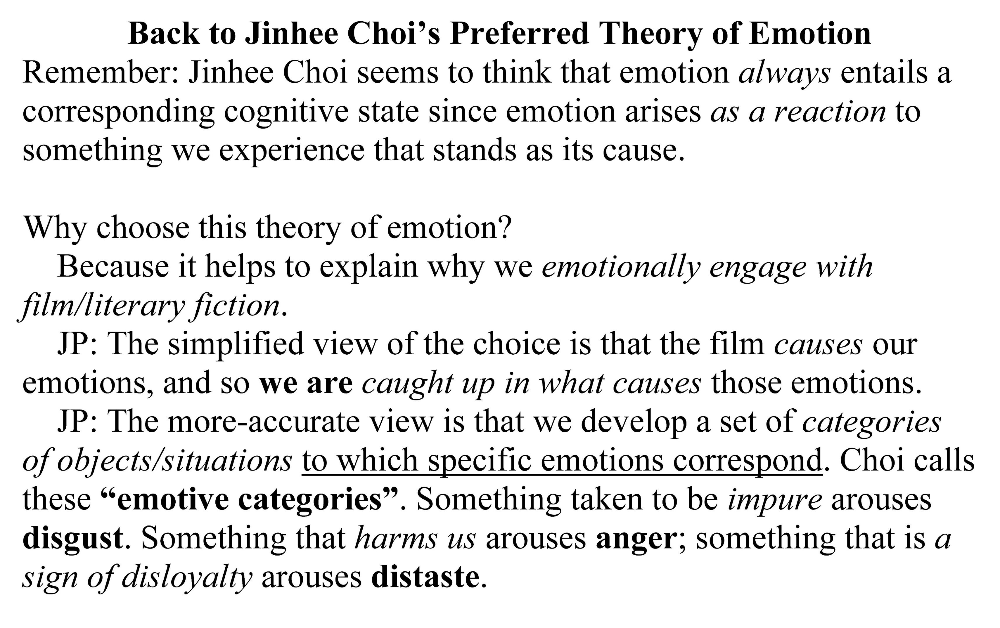 Back to Jinhee Choi’s Preferred Theory of Emotion
Remember: Jinhee Choi seems to think that emotion always entails a
corresponding cognitive state since emotion arises as a reaction to
something we experience that stands as its cause.
Why choose this theory of emotion?
Because it helps to explain why we emotionally engage with
film/literary fiction.
JP: The simplified view of the choice is that the film causes our
emotions, and so we are caught up in what causes those emotions.
JP: The more-accurate view is that we develop a set of categories
of objects/situations to which specific emotions correspond. Choi calls
these “emotive categories”. Something taken to be impure arouses
disgust. Something that harms us arouses anger; something that is a
sign of disloyalty arouses distaste.